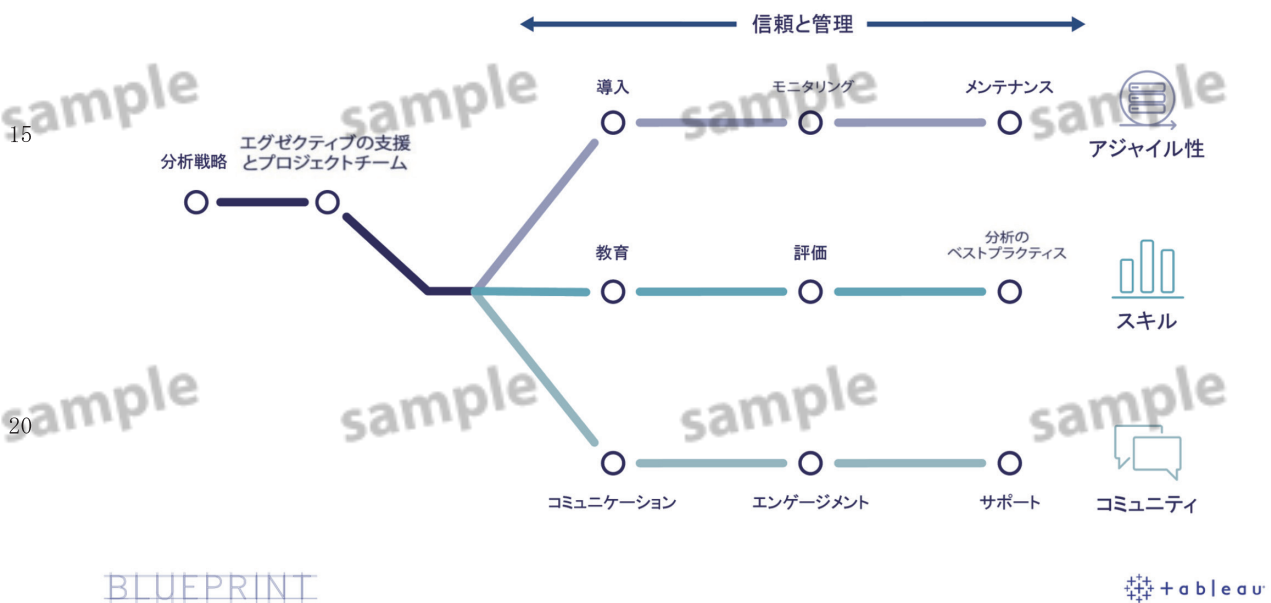 信頼と管理
導入
モニタリング
メンテナンス
sample
sample
sample
sample
15
アジャイル性
分析戦略
エグゼクティブの支援
とプロジェクトチーム
教育
評価
分析の
ベストプラクティス
スキル
sample
sample
sample
sample
20
コミュニケーション
エンゲージメント
サポート
コミュニティ
BLUEPRINT
+ableau